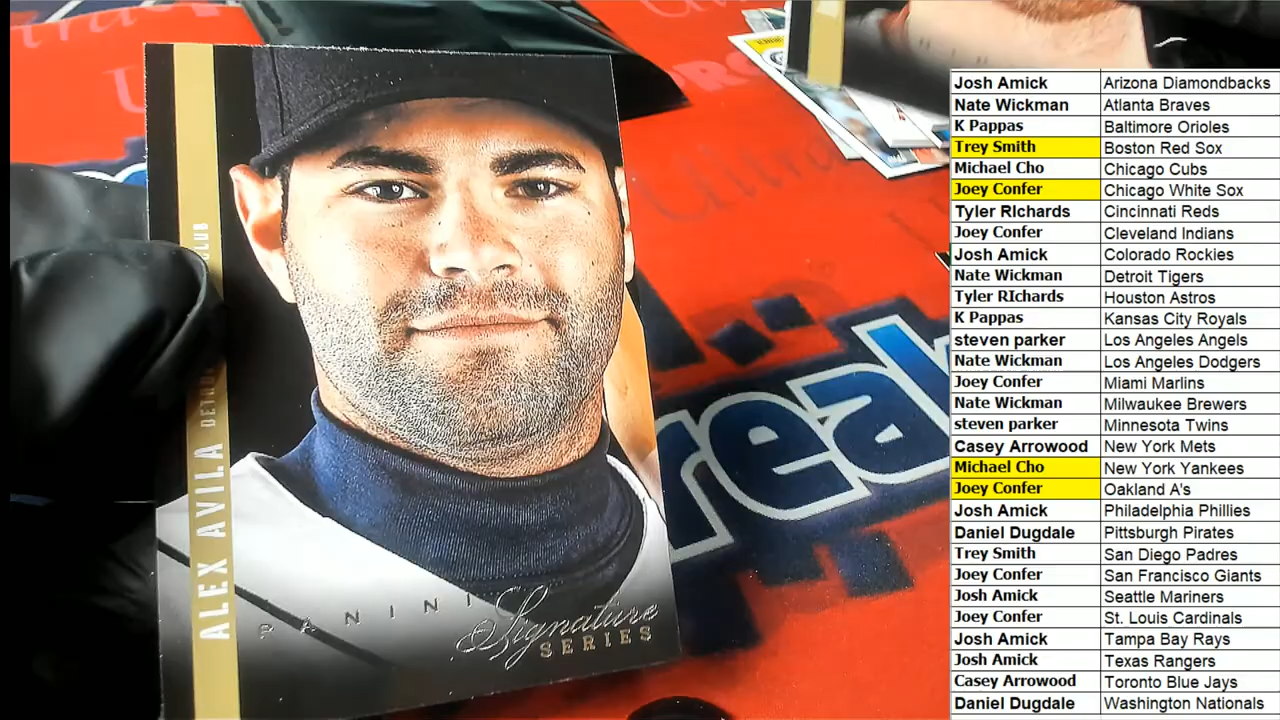 ALEX AVILA DETRO CLUB
PANINI
Signature
SERIES
reak
Ultra
Josh Amick Arizona Diamondbacks
Nate Wickman Atlanta Braves
K Pappas Baltimore Orioles
Trey Smith Boston Red Sox
Michael Cho Chicago Cubs
Joey Confer Chicago White Sox
Tyler RIchards Cincinnati Reds
Joey Confer Cleveland Indians
Josh Amick Colorado Rockies
Nate Wickman Detroit Tigers
Tyler RIchards Houston Astros
K Pappas Kansas City Royals
steven parker Los Angeles Angels
Nate Wickman Los Angeles Dodgers
Joey Confer Miami Marlins
Nate Wickman Milwaukee Brewers
steven parker Minnesota Twins
Casey Arrowood New York Mets
Michael Cho New York Yankees
Joey Confer Oakland A's
Josh Amick Philadelphia Phillies
Daniel Dugdale Pittsburgh Pirates
Trey Smith San Diego Padres
Joey Confer San Francisco Giants
Josh Amick Seattle Mariners
Joey Confer St. Louis Cardinals
Josh Amick Tampa Bay Rays
Josh Amick Texas Rangers
Casey Arrowood Toronto Blue Jays
Daniel Dugdale Washington Nationals